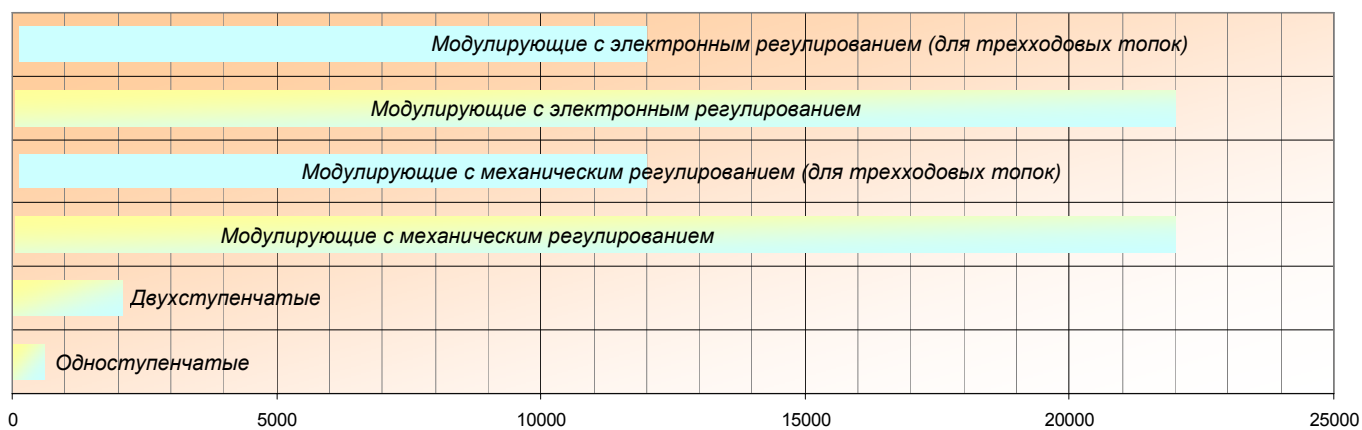 Модулирующие с электронным регулированием (для трехходовых топок)
Модулирующие с электронным регулированием
Модулирующие с механическим регулированием (для трехходовых топок)
Модулирующие с механическим регулированием
Двухступенчатые
Одноступенчатые
0 5000 10000 15000 20000 25000